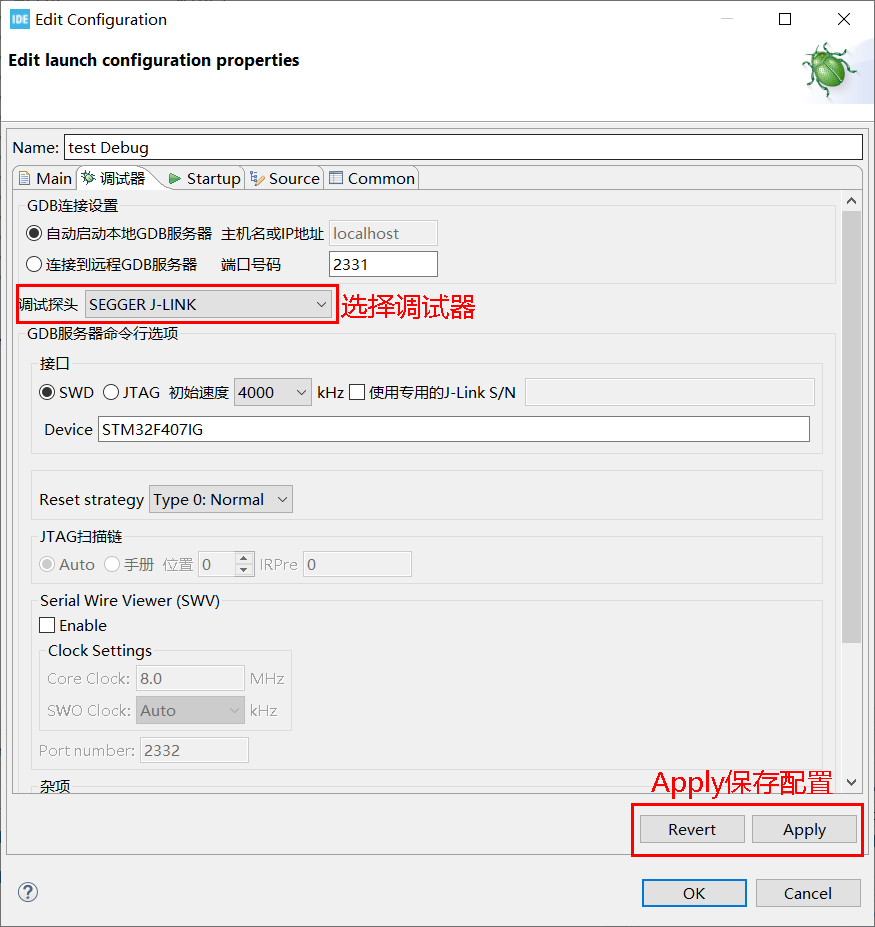 IDE Edit Configuration
Edit launch configuration properties
Name: test Debug
Main 调试器 Startup Source Common
GDB连接设置
自动启动本地GDB服务器 主机名或IP地址 localhost
连接到远程GDB服务器 端口号码 2331
调试探头 SEGGER J-LINK 选择调试器
GDB服务器命令行选项
接口
SWD JTAG 初始速度 4000 kHz 使用专用的J-Link S/N
Device STM32F407IG
Reset strategy Type 0: Normal
JTAG扫描链
Auto 手册 位置 0 IRPre 0
Serial Wire Viewer (SWV)
Enable
Clock Settings
Core Clock: 8.0 MHz
SWO Clock: Auto kHz
Port number: 2332
杂项
Apply保存配置
Revert Apply
? OK Cancel